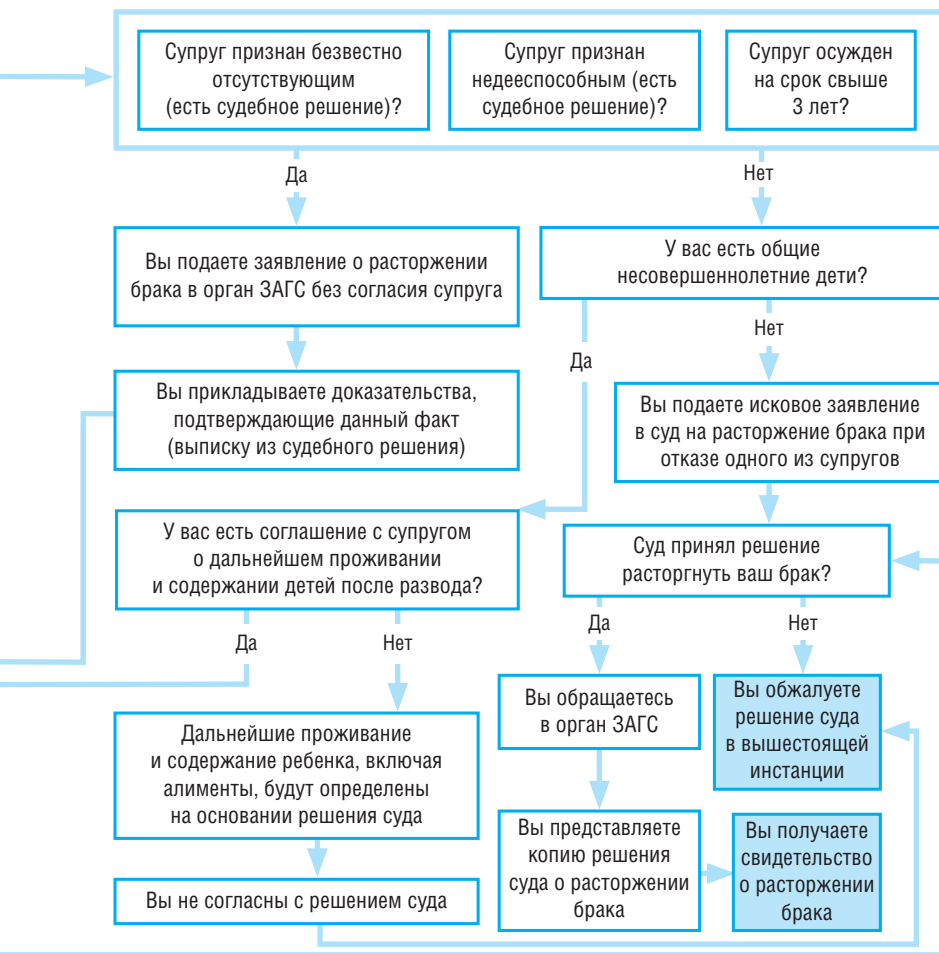 Супруг признан безвестно
отсутствующим
(есть судебное решение)?
Супруг признан
недееспособным (есть
судебное решение)?
Супруг осужден
на срок свыше
3 лет?
Да
Нет
Вы подаете заявление о расторжении
брака в орган ЗАГС без согласия супруга
У вас есть общие
несовершеннолетние дети?
Да
Нет
Вы прикладываете доказательства,
подтверждающие данный факт
(выписку из судебного решения)
Вы подаете исковое заявление
в суд на расторжение брака при
отказе одного из супругов
У вас есть соглашение с супругом
о дальнейшем проживании
и содержании детей после развода?
Суд принял решение
расторгнуть ваш брак?
Да
Нет
Да
Нет
Дальнейшие проживание
и содержание ребенка, включая
алименты, будут определены
на основании решения суда
Вы обращаетесь
в орган ЗАГС
Вы обжалуете
решение суда
в вышестоящей
инстанции
Вы представляете
копию решения
суда о расторжении
брака
Вы получаете
свидетельство
о расторжении
брака
Вы не согласны с решением суда